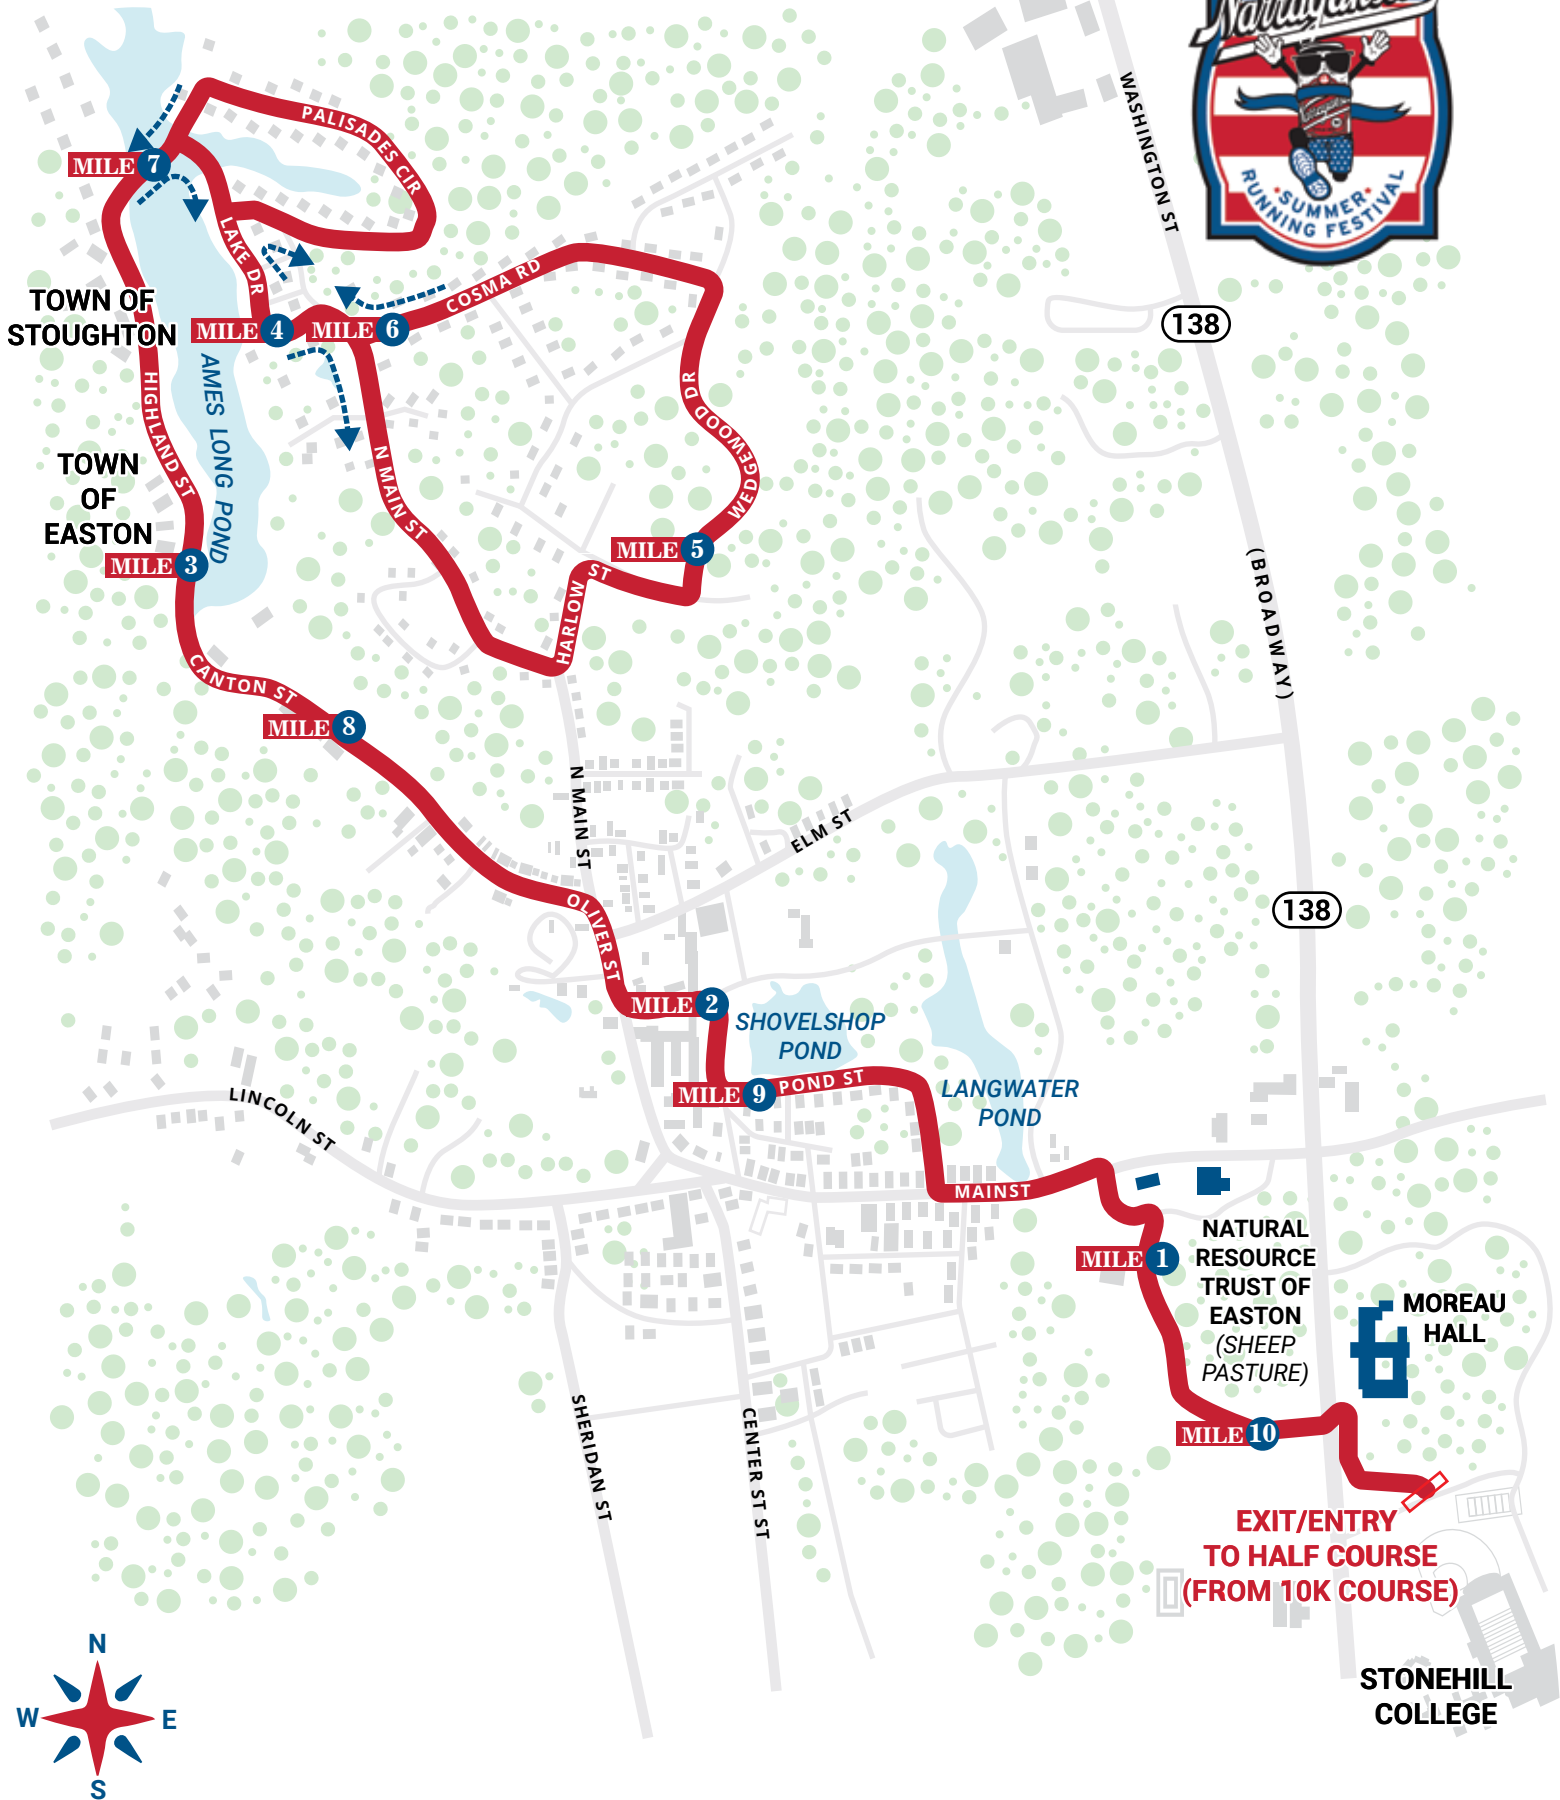 Narragansett
Narragansett
RUNNING FESTIVAL
•SUMMER•
WASHINGTON ST
PALISADES CIR
MILE 7
LAKE DR
COSMA RD
TOWN OF
STOUGHTON
MILE 4
MILE 6
138
AMES LONG POND
HIGHLAND ST
WEDGEWOOD DR
TOWN
OF
EASTON
N MAIN ST
MILE 3
MILE 5
HARLOW ST
(BROADWAY)
CANTON ST
MILE 8
N MAIN ST
ELM ST
OLIVER ST
138
MILE 2
SHOVELSHOP
POND
MILE 9
POND ST
LANGWATER
POND
LINCOLN ST
MAINST
MILE 1
NATURAL
RESOURCE
TRUST OF
EASTON
(SHEEP
PASTURE)
MOREAU
HALL
SHERIDAN ST
CENTER ST ST
MILE 10
EXIT/ENTRY
TO HALF COURSE
(FROM 10K COURSE)
STONEHILL
COLLEGE
N
W
E
S